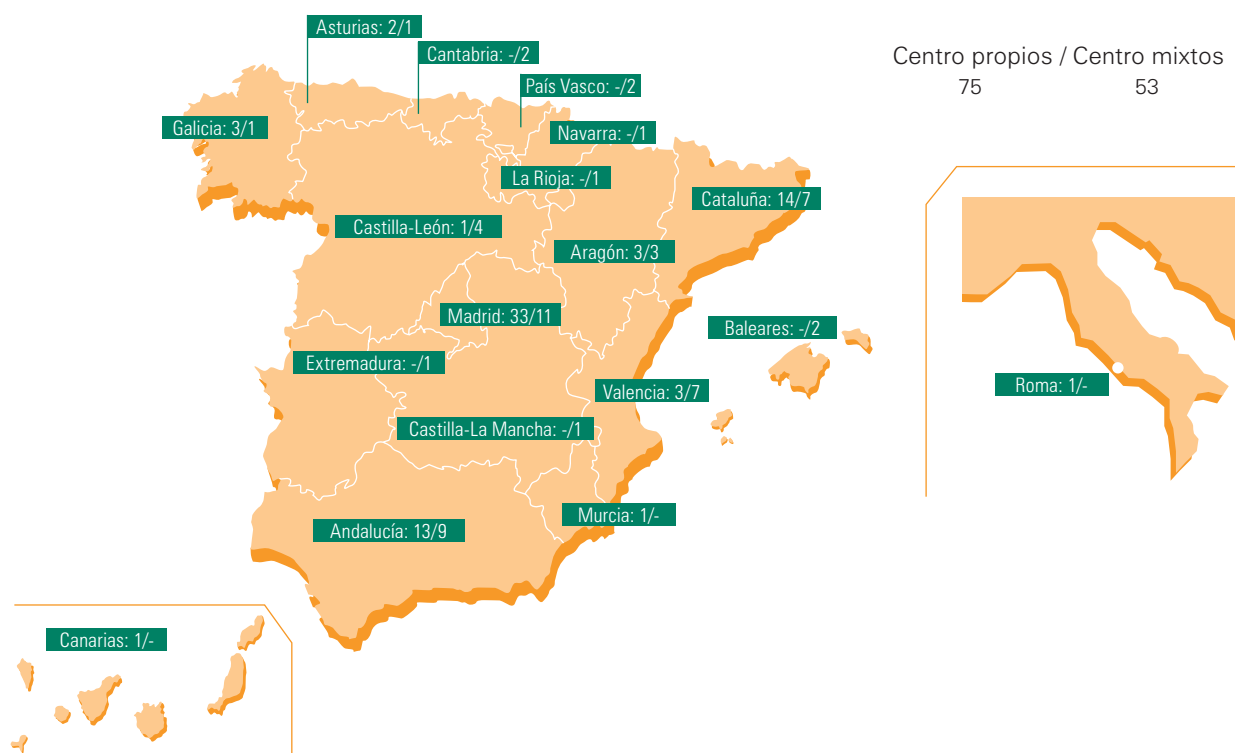 Asturias: 2/1
Cantabria: -/2
Centro propios / Centro mixtos
75 53
País Vasco: -/2
Galicia: 3/1
Navarra: -/1
La Rioja: -/1
Cataluña: 14/7
Castilla-León: 1/4
Aragón: 3/3
Madrid: 33/11
Baleares: -/2
Extremadura: -/1
Roma: 1/-
Valencia: 3/7
Castilla-La Mancha: -/1
Murcia: 1/-
Andalucía: 13/9
Canarias: 1/-